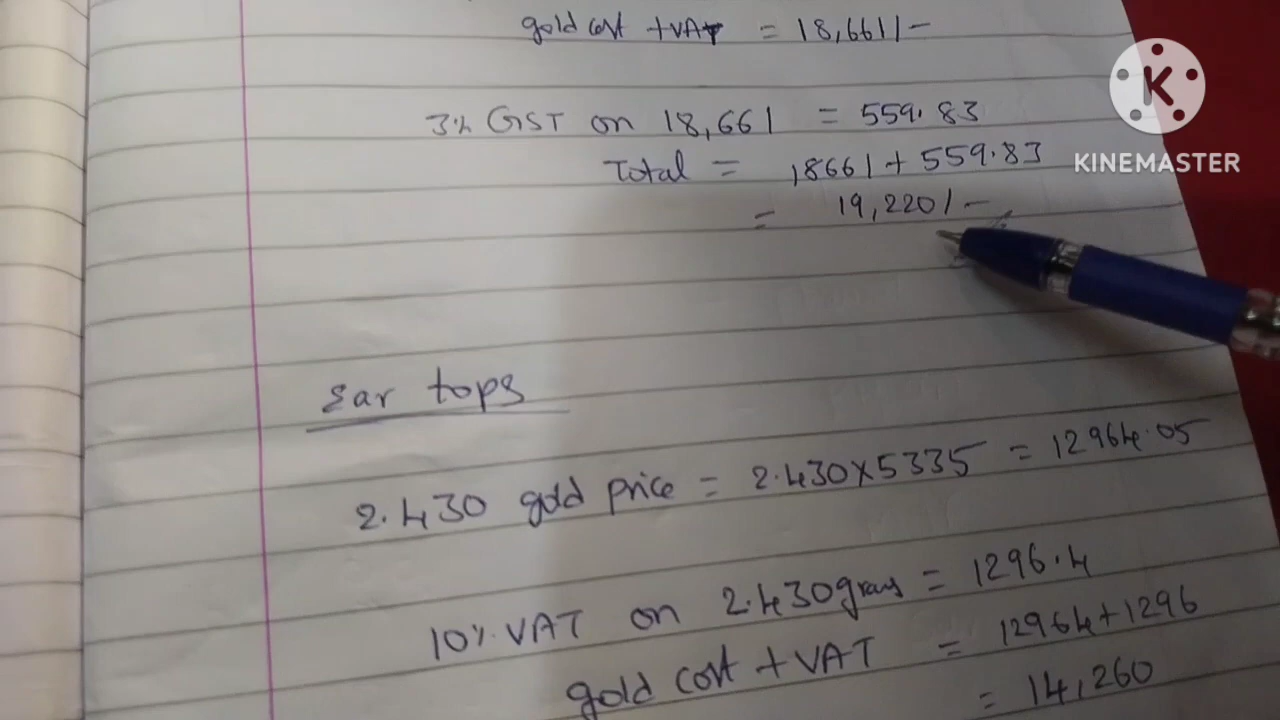 gold cost + VAT = 18,661/-
K
KINEMASTER
3% GST on 18,661 = 559.83
Total = 18661 + 559.83
= 19,220/-
Ear tops
2.430 gold price = 2.430X5335 = 12964.05
10% VAT on 2.430grams = 1296.4
gold cost + VAT = 12964+1296
= 14,260